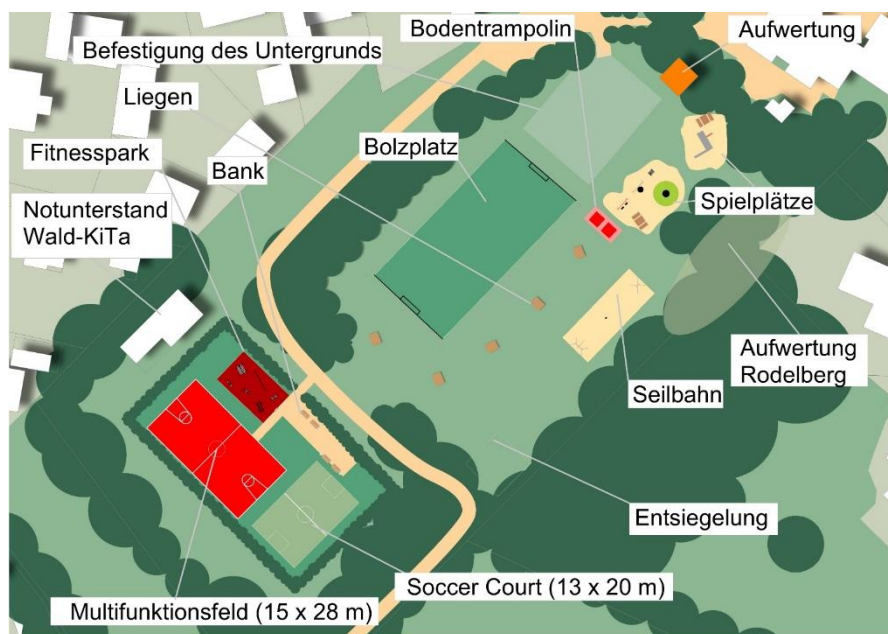 Bodentrampolin
Aufwertung
Befestigung des Untergrunds
Liegen
Fitnesspark
Bank
Bolzplatz
Notunterstand
Wald-KiTa
Spielplätze
Aufwertung
Rodelberg
Seilbahn
Entsiegelung
Soccer Court (13 x 20 m)
Multifunktionsfeld (15 x 28 m)